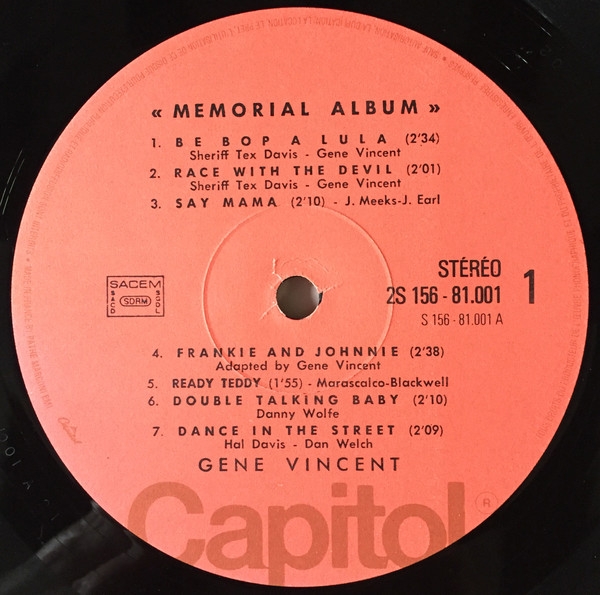 « MEMORIAL ALBUM »
1. BE BOP A LULA (2'34)
Sheriff Tex Davis - Gene Vincent
2. RACE WITH THE DEVIL (2'01)
Sheriff Tex Davis - Gene Vincent
3. SAY MAMA (2'10) - J. Meeks-J. Earl
SACEM
SACD
SDRM
SGDL
STÉRÉO
2S 156 - 81.001
1
S 156 - 81.001 A
4. FRANKIE AND JOHNNIE (2'38)
Adapted by Gene Vincent
5. READY TEDDY (1'55) - Marascalco-Blackwell
6. DOUBLE TALKING BABY (2'10)
Danny Wolfe
7. DANCE IN THE STREET (2'09)
Hal Davis - Dan Welch
GENE VINCENT
Capitol
R
Capitol